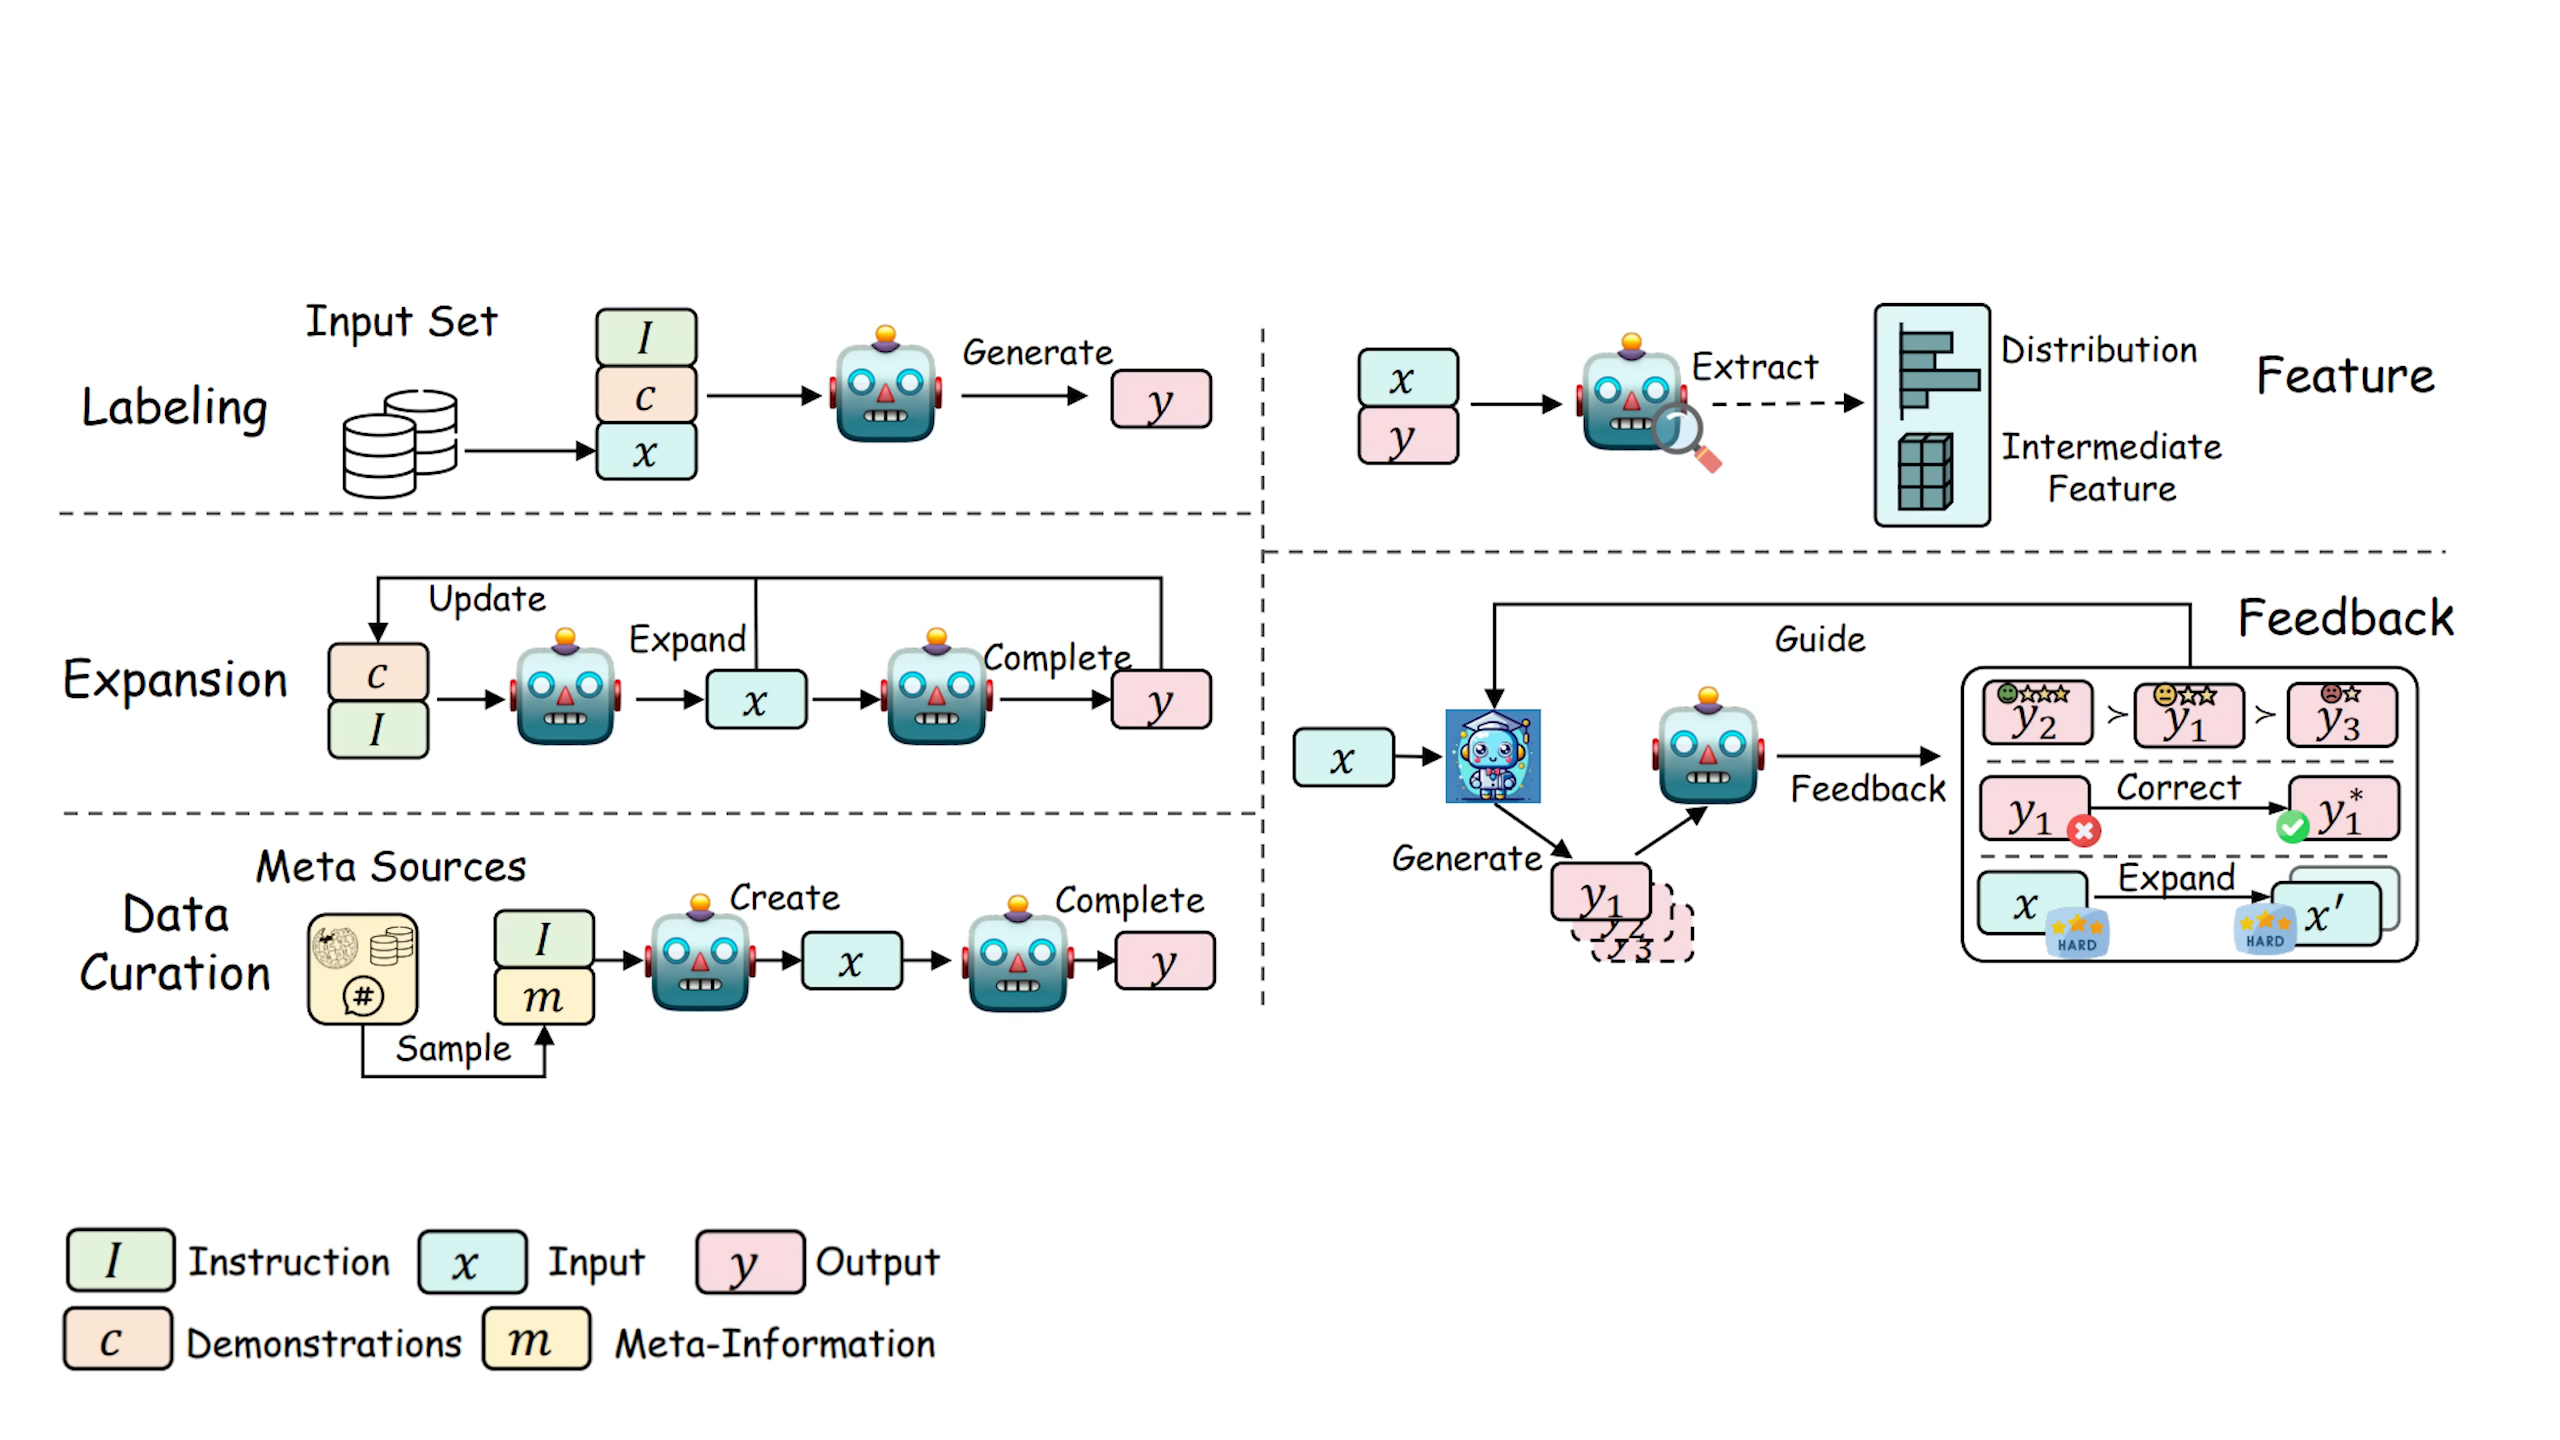 Labeling
Input Set
I
c
x
Generate
y
Expansion
Update
c
I
Expand
x
Complete
y
Data
Curation
Meta Sources
#
Sample
I
m
Create
x
Complete
y
x
y
Extract
Distribution
Intermediate
Feature
Feature
Feedback
Guide
x
Generate
y1
y2
y3
Feedback
y2 ≻ y1 ≻ y3
y1 Correct y1*
x Expand x′
HARD HARD
I Instruction x Input y Output
c Demonstrations m Meta-Information